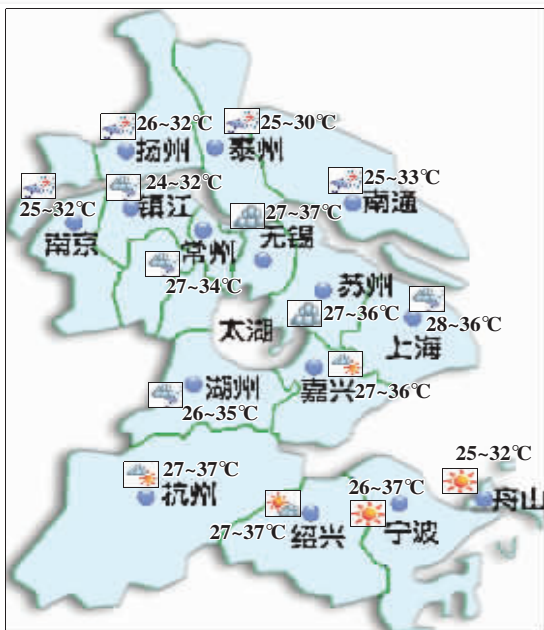 26~32℃
扬州
25~30℃
泰州
25~32℃
南京
24~32℃
镇江
25~33℃
南通
27~37℃
无锡
常州
27~34℃
苏州
27~36℃
28~36℃
上海
太湖
湖州
26~35℃
嘉兴
27~36℃
27~37℃
杭州
27~37℃
绍兴
26~37℃
宁波
25~32℃
舟山